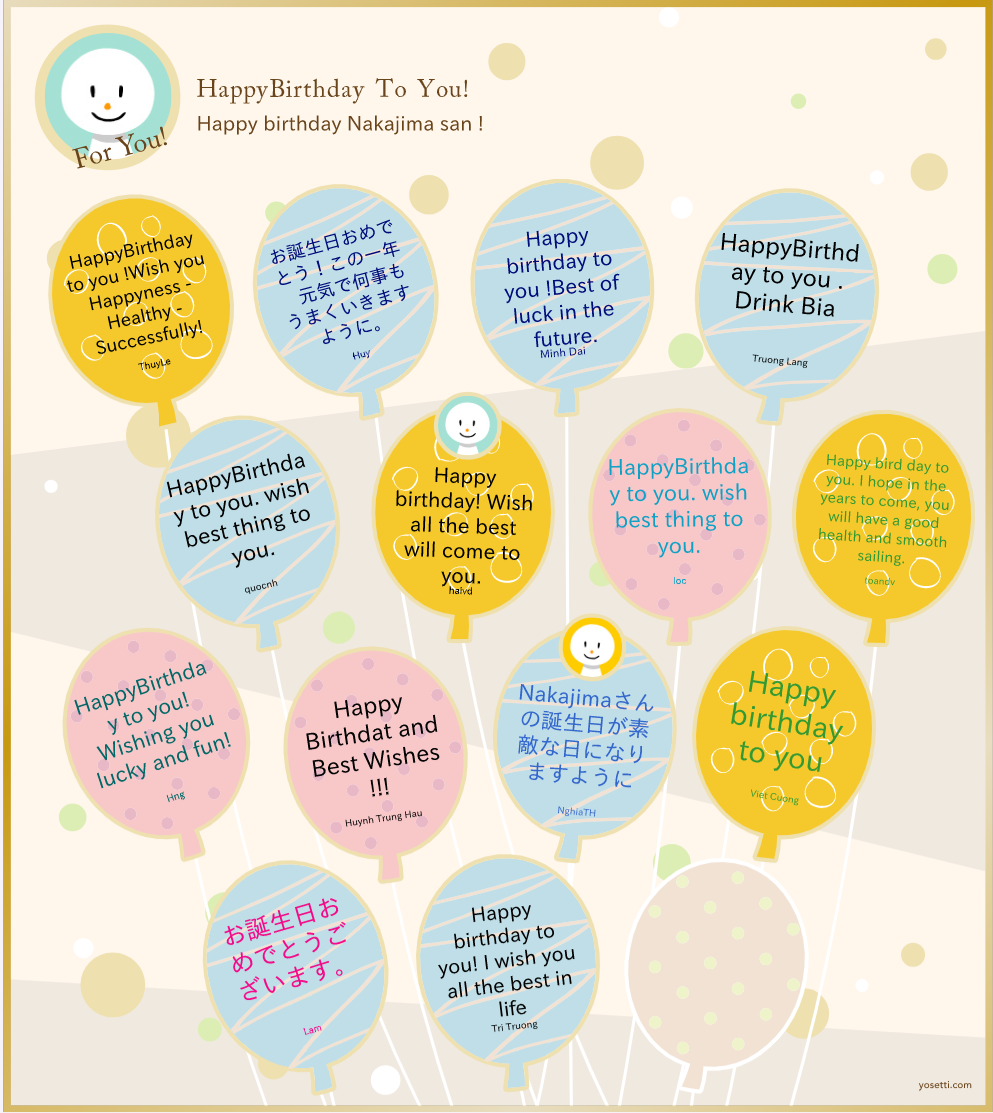 For You!
HappyBirthday To You!
Happy birthday Nakajima san !
HappyBirthday
to you !Wish you
Happyness -
Healthy -
Successfully!
ThuyLe
お誕生日おめで
とう！この一年
元気で何事も
うまくいきます
ように。
Huy
Happy
birthday to
you !Best of
luck in the
future.
Minh Dai
HappyBirthd
ay to you .
Drink Bia
Truong Lang
HappyBirthda
y to you. wish
best thing to
you.
quocnh
Happy
birthday! Wish
all the best
will come to
you.
halvd
HappyBirthda
y to you. wish
best thing to
you.
loc
Happy bird day to
you. I hope in the
years to come, you
will have a good
health and smooth
sailing.
toandv
HappyBirthda
y to you!
Wishing you
lucky and fun!
Hng
Happy
Birthdat and
Best Wishes
!!!
Huynh Trung Hau
Nakajimaさん
の誕生日が素
敵な日になり
ますように
NghiaTH
Happy
birthday
to you
Viet Cuong
お誕生日お
めでとうご
ざいます。
Lam
Happy
birthday to
you! I wish you
all the best in
life
Tri Truong
yosetti.com